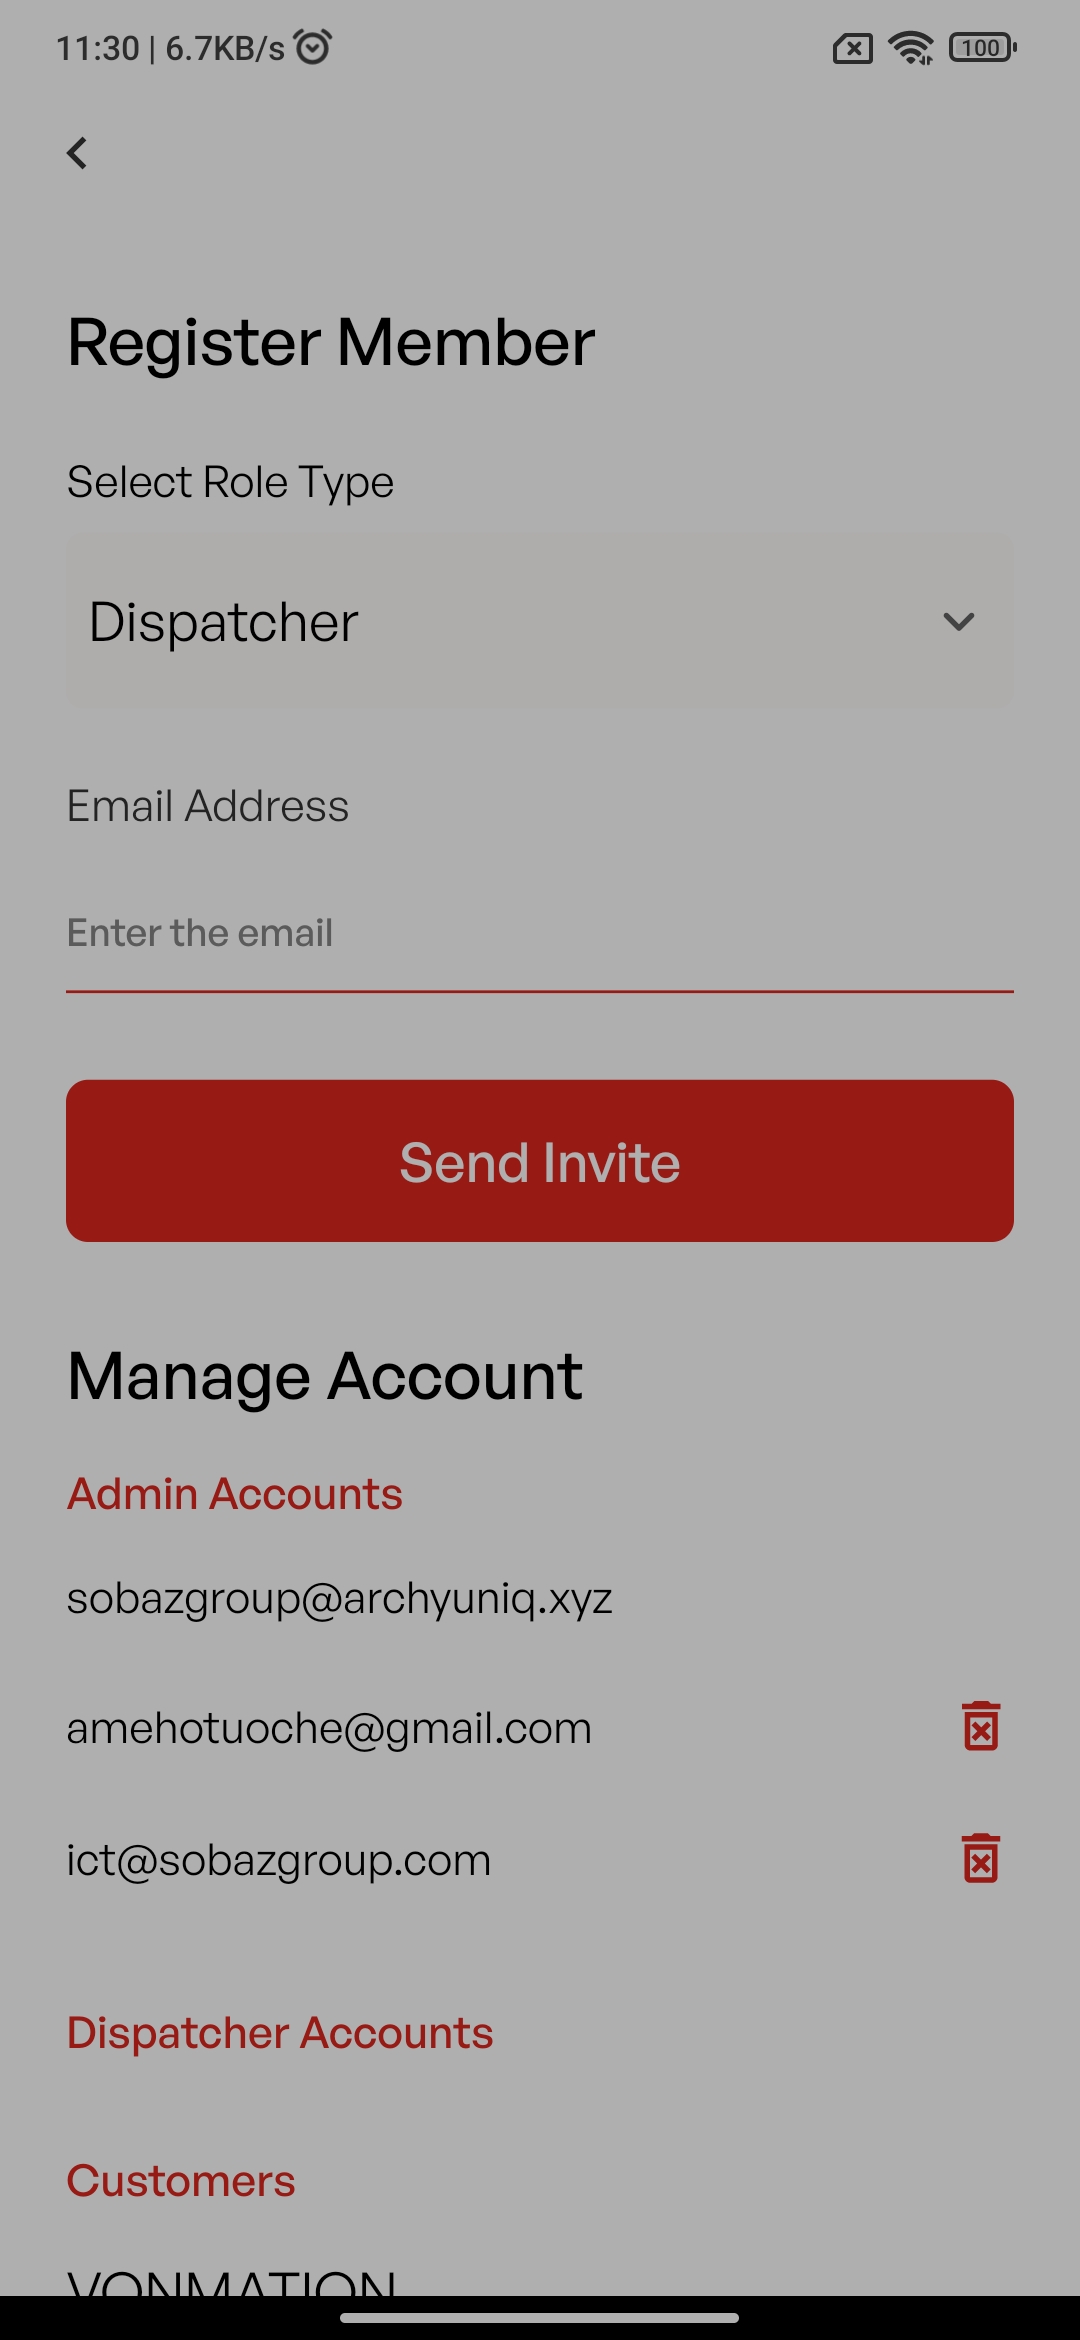 11:30 | 6.7KB/s
100
Register Member
Select Role Type
Dispatcher
Email Address
Enter the email
Send Invite
Manage Account
Admin Accounts
sobazgroup@archyuniq.xyz
amehotuoche@gmail.com
ict@sobazgroup.com
Dispatcher Accounts
Customers
VONMATION